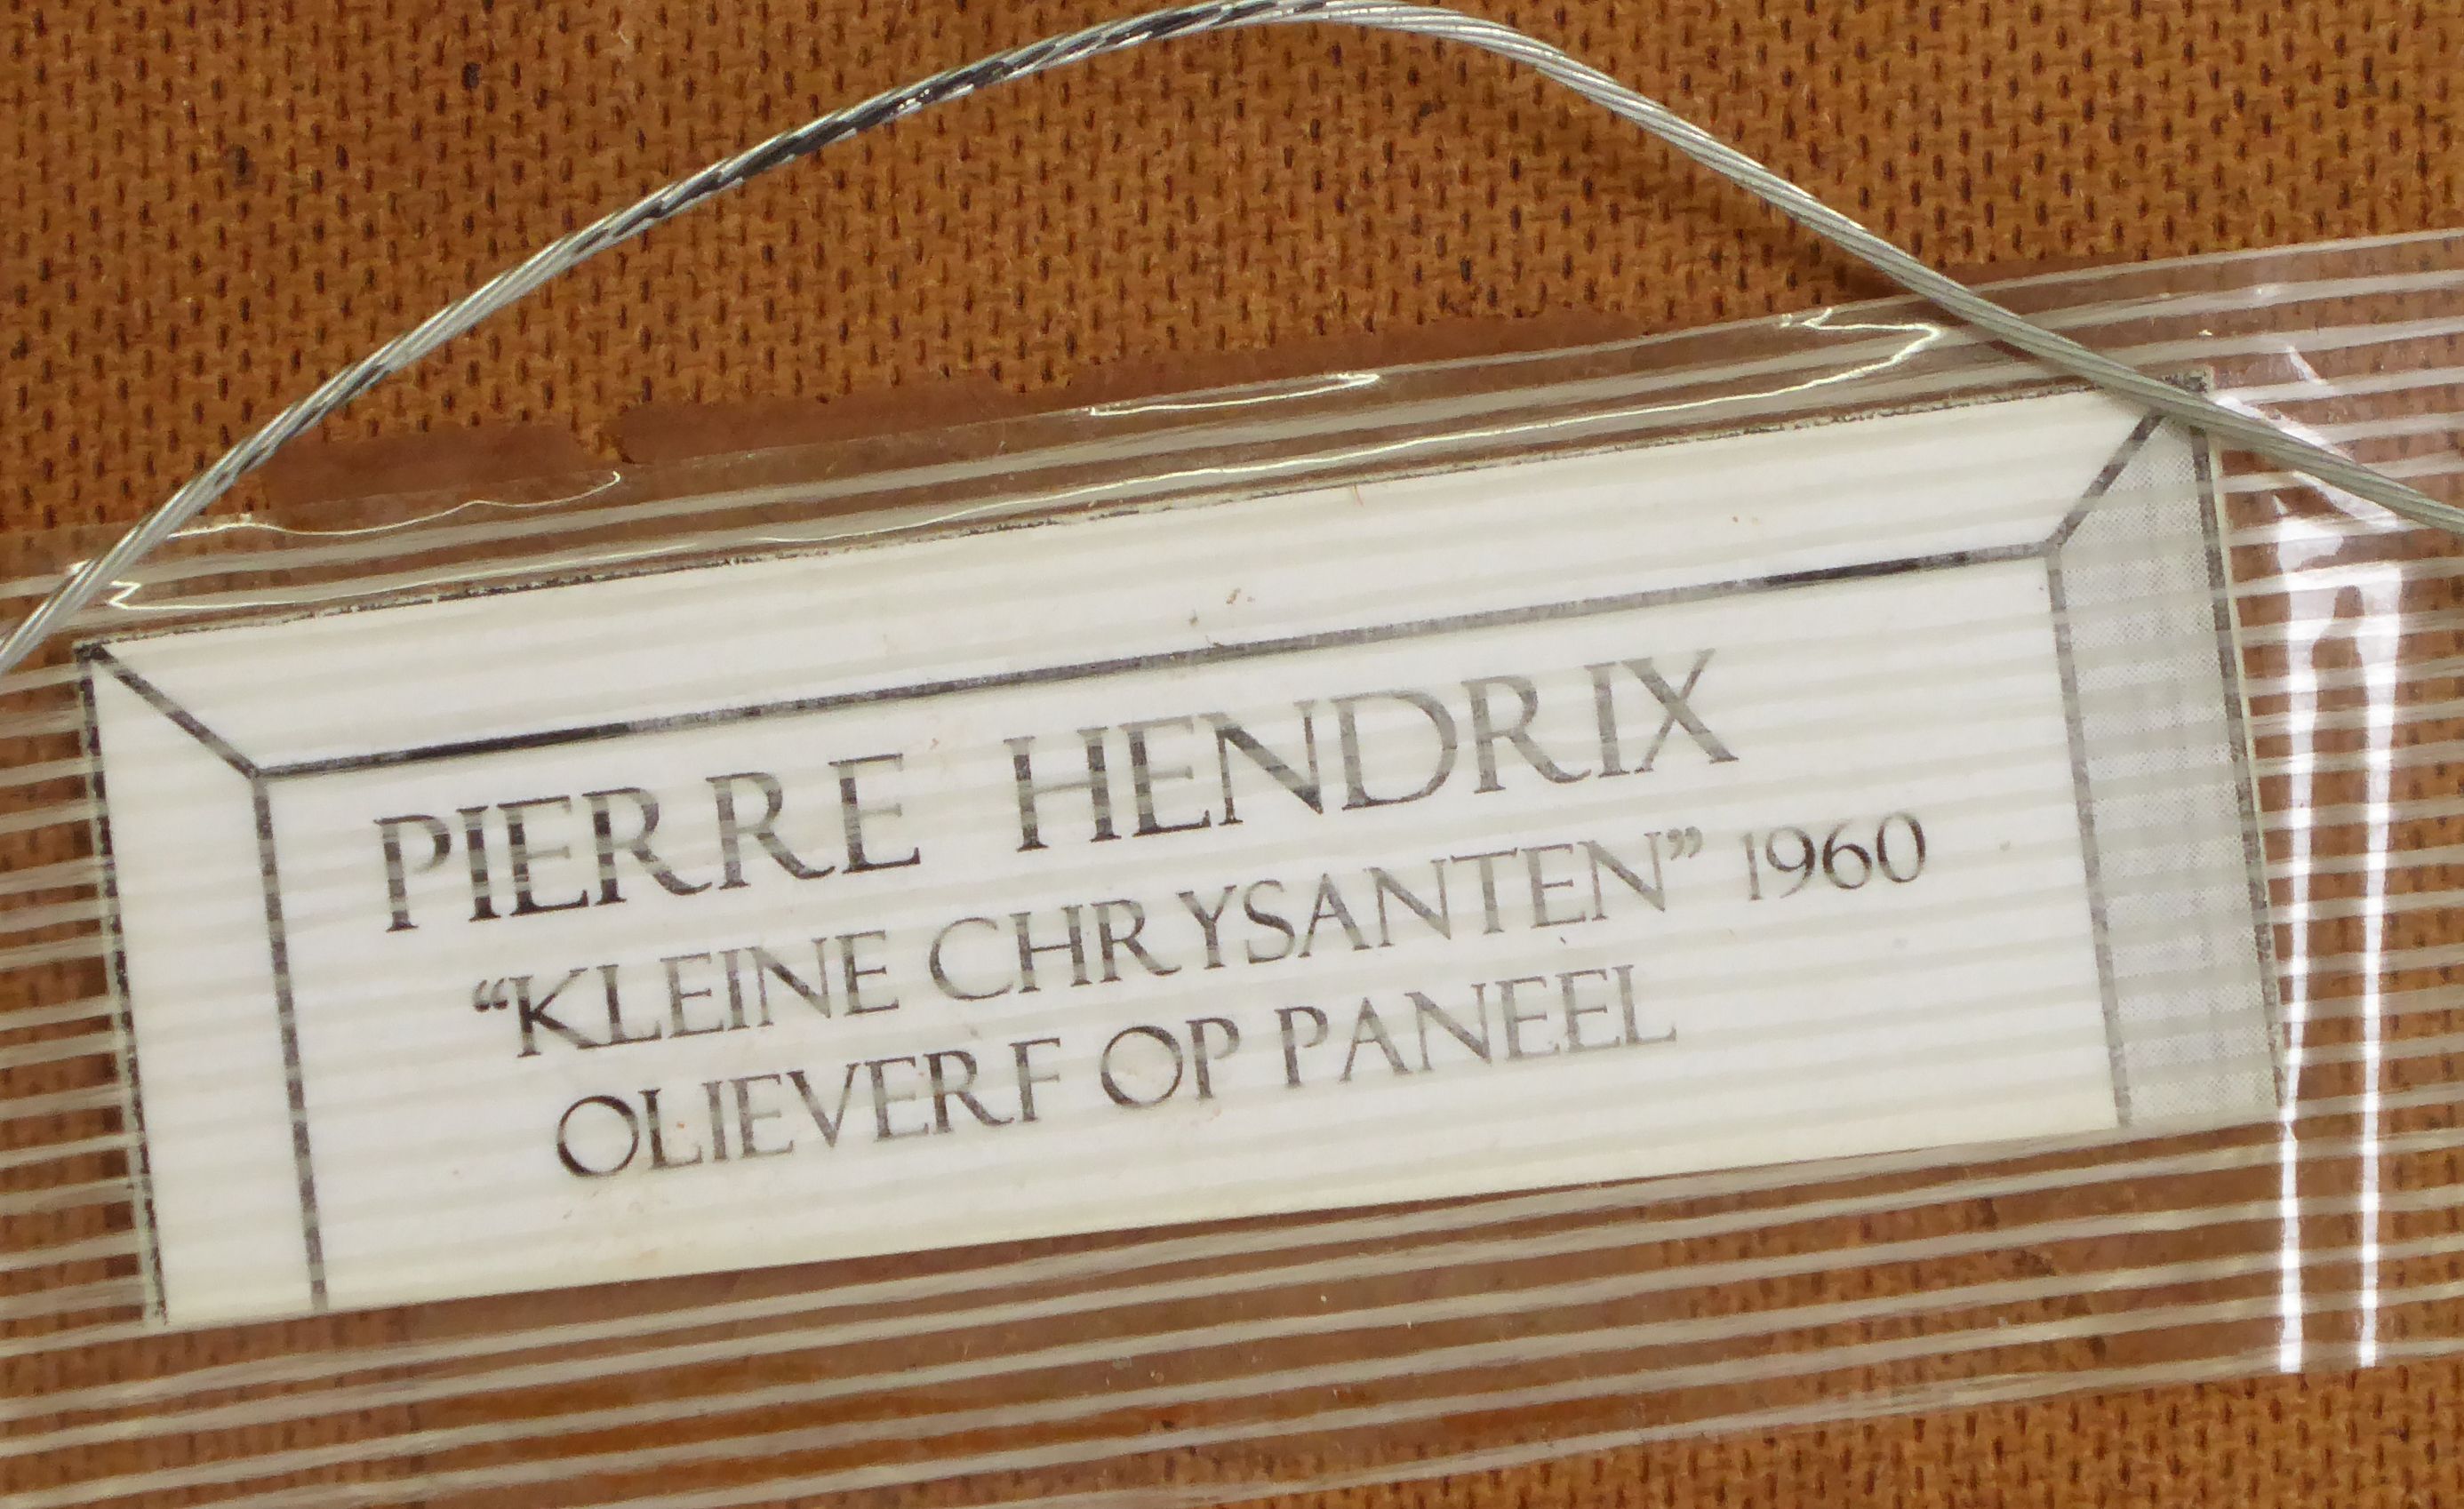 PIERRE HENDRIX
“KLEINE CHRYSANTEN” 1960
OLIEVERF OP PANEEL